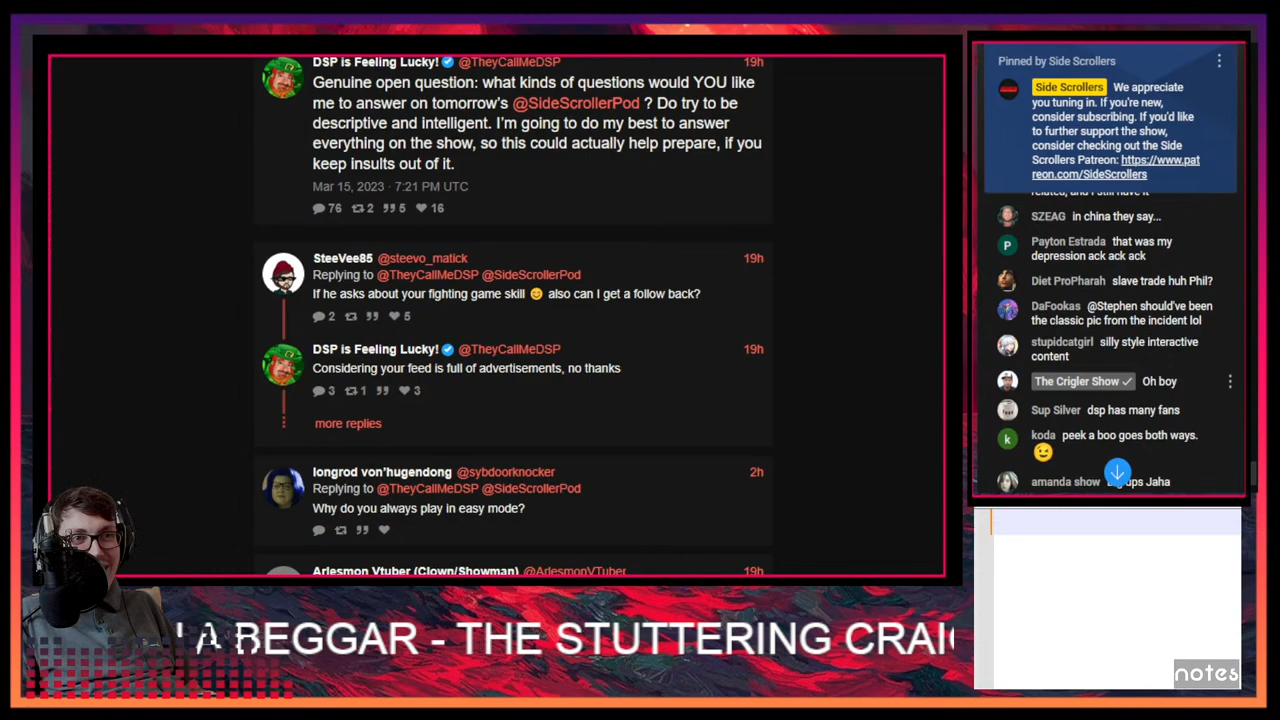 DSP is Feeling Lucky! @TheyCallMeDSP 19h
Genuine open question: what kinds of questions would YOU like
me to answer on tomorrow's @SideScrollerPod ? Do try to be
descriptive and intelligent. I'm going to do my best to answer
everything on the show, so this could actually help prepare, if you
keep insults out of it.
Mar 15, 2023 · 7:21 PM UTC
76 2 5 16
SteeVee85 @steevo_matick 19h
Replying to @TheyCallMeDSP @SideScrollerPod
If he asks about your fighting game skill 😊 also can I get a follow back?
2 5
DSP is Feeling Lucky! @TheyCallMeDSP 19h
Considering your feed is full of advertisements, no thanks
3 1 3
more replies
longrod von'hugendong @sybdoorknocker 2h
Replying to @TheyCallMeDSP @SideScrollerPod
Why do you always play in easy mode?
Arlesmon Vtuber (Clown/Showman) @ArlesmonVTuber 19h
A BEGGAR - THE STUTTERING CRAIG
Pinned by Side Scrollers
Side Scrollers We appreciate
you tuning in. If you're new,
consider subscribing. If you'd like
to further support the show,
consider checking out the Side
Scrollers Patreon: https://www.pat
reon.com/SideScrollers
related, and I still have it
SZEAG in china they say...
Payton Estrada that was my
depression ack ack ack
Diet ProPharah slave trade huh Phil?
DaFookas @Stephen should've been
the classic pic from the incident lol
stupidcatgirl silly style interactive
content
The Crigler Show ✓ Oh boy
Sup Silver dsp has many fans
koda peek a boo goes both ways.
😉
amanda show ups Jaha
notes